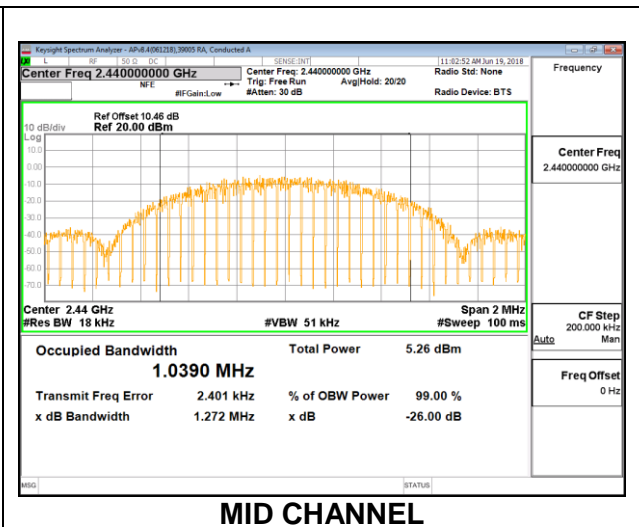 Keysight Spectrum Analyzer - APv8.4(061218),39005 RA, Conducted A
L RF 50 Ω DC SENSE:INT 11:02:52 AM Jun 19, 2018
Center Freq 2.440000000 GHz
NFE
#IFGain:Low
Center Freq: 2.440000000 GHz
Trig: Free Run Avg|Hold: 20/20
#Atten: 30 dB
Radio Std: None
Radio Device: BTS
Frequency
Ref Offset 10.46 dB
10 dB/div Ref 20.00 dBm
Log
10.0
0.00
-10.0
-20.0
-30.0
-40.0
-50.0
-60.0
-70.0
Center 2.44 GHz Span 2 MHz
#Res BW 18 kHz #VBW 51 kHz #Sweep 100 ms
Occupied Bandwidth Total Power 5.26 dBm
1.0390 MHz
Transmit Freq Error 2.401 kHz % of OBW Power 99.00 %
x dB Bandwidth 1.272 MHz x dB -26.00 dB
Center Freq
2.440000000 GHz
CF Step
200.000 kHz
Auto Man
Freq Offset
0 Hz
MSG STATUS
MID CHANNEL